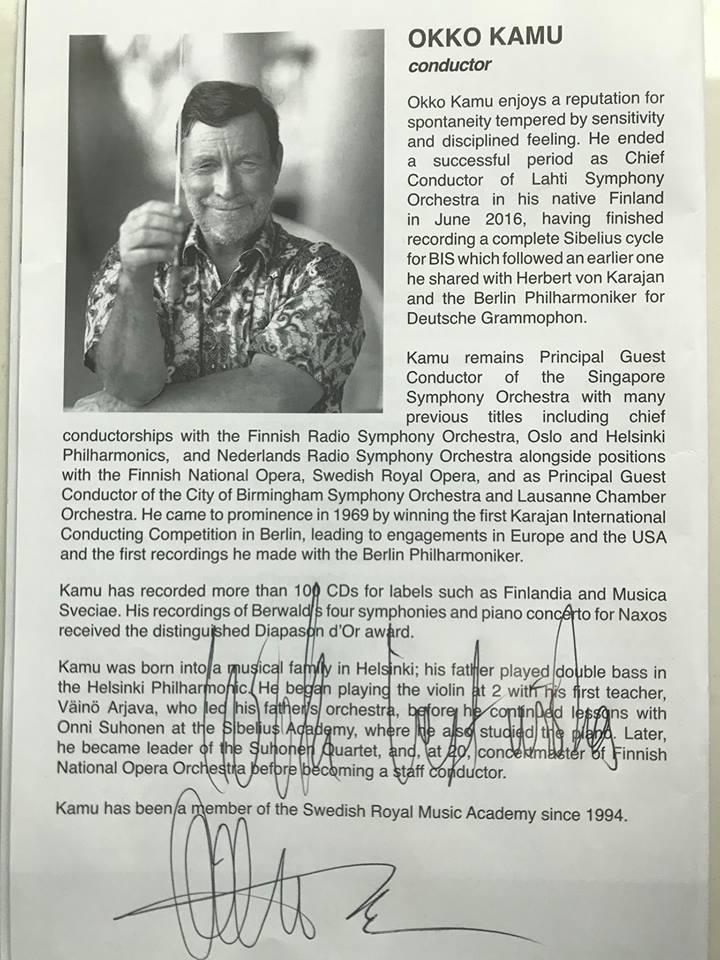 OKKO KAMU
conductor
Okko Kamu enjoys a reputation for
spontaneity tempered by sensitivity
and disciplined feeling. He ended
a successful period as Chief
Conductor of Lahti Symphony
Orchestra in his native Finland
in June 2016, having finished
recording a complete Sibelius cycle
for BIS which followed an earlier one
he shared with Herbert von Karajan
and the Berlin Philharmoniker for
Deutsche Grammophon.
Kamu remains Principal Guest
Conductor of the Singapore
Symphony Orchestra with many
previous titles including chief
conductorships with the Finnish Radio Symphony Orchestra, Oslo and Helsinki
Philharmonics, and Nederlands Radio Symphony Orchestra alongside positions
with the Finnish National Opera, Swedish Royal Opera, and as Principal Guest
Conductor of the City of Birmingham Symphony Orchestra and Lausanne Chamber
Orchestra. He came to prominence in 1969 by winning the first Karajan International
Conducting Competition in Berlin, leading to engagements in Europe and the USA
and the first recordings he made with the Berlin Philharmoniker.
Kamu has recorded more than 100 CDs for labels such as Finlandia and Musica
Sveciae. His recordings of Berwald's four symphonies and piano concerto for Naxos
received the distinguished Diapason d'Or award.
Kamu was born into a musical family in Helsinki; his father played double bass in
the Helsinki Philharmonic. He began playing the violin at 2 with his first teacher,
Väinö Arjava, who led his father's orchestra, before he continued lessons with
Onni Suhonen at the Sibelius Academy, where he also studied the piano. Later,
he became leader of the Suhonen Quartet, and, at 20, concertmaster of Finnish
National Opera Orchestra before becoming a staff conductor.
Kamu has been a member of the Swedish Royal Music Academy since 1994.